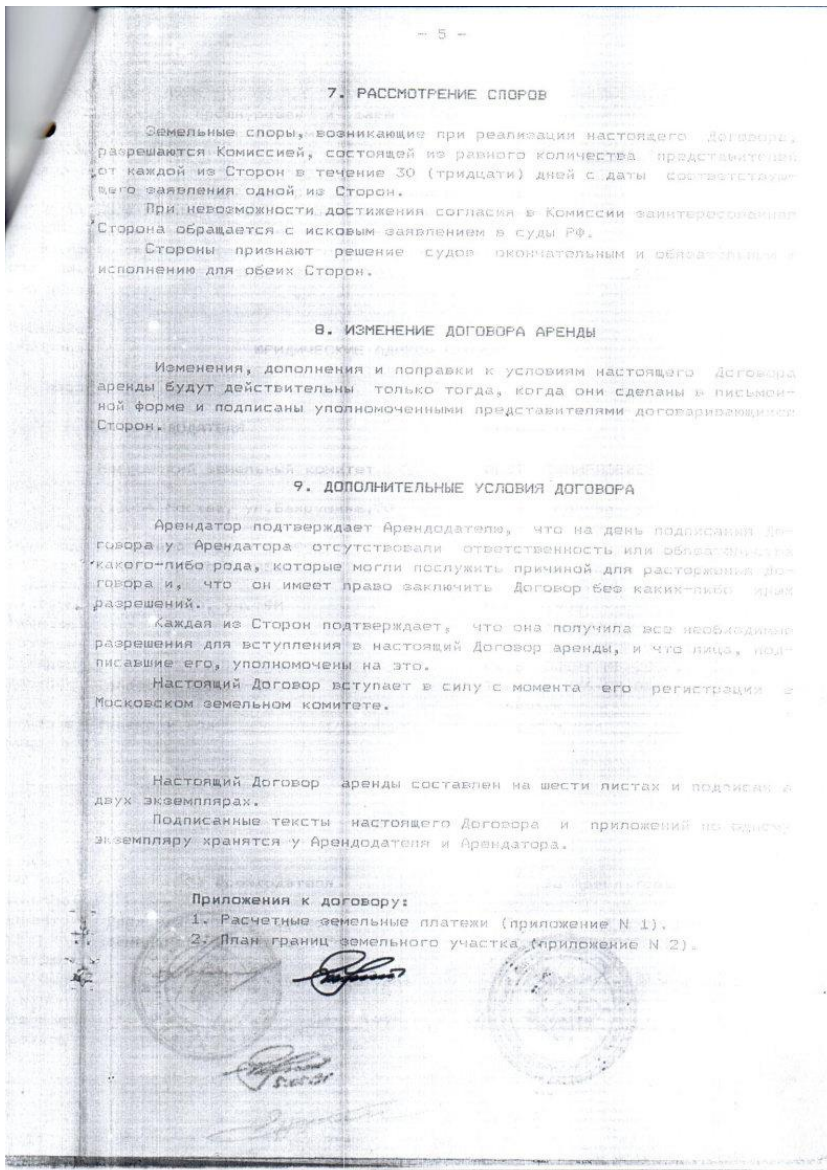 - 5 -
7. РАССМОТРЕНИЕ СПОРОВ
Земельные споры, возникающие при реализации настоящего Договора,
разрешаются Комиссией, состоящей из равного количества представителей
от каждой из Сторон в течение 30 (тридцати) дней с даты соответствую-
щего заявления одной из Сторон.
При невозможности достижения согласия в Комиссии заинтересованная
Сторона обращается с исковым заявлением в суды РФ.
Стороны признают решение судов окончательным и обязательным к
исполнению для обеих Сторон.
8. ИЗМЕНЕНИЕ ДОГОВОРА АРЕНДЫ
Изменения, дополнения и поправки к условиям настоящего Договора
аренды будут действительны только тогда, когда они сделаны в письмен-
ной форме и подписаны уполномоченными представителями договаривающихся
Сторон.
9. ДОПОЛНИТЕЛЬНЫЕ УСЛОВИЯ ДОГОВОРА
Арендатор подтверждает Арендодателю, что на день подписания До-
говора у Арендатора отсутствовали ответственность или обязательства
какого-либо рода, которые могли послужить причиной для расторжения До-
говора и, что он имеет право заключить Договор без каких-либо иных
разрешений.
Каждая из Сторон подтверждает, что она получила все необходимые
разрешения для вступления в настоящий Договор аренды, и что лица, под-
писавшие его, уполномочены на это.
Настоящий Договор вступает в силу с момента его регистрации в
Московском земельном комитете.
Настоящий Договор аренды составлен на шести листах и подписан в
двух экземплярах.
Подписанные тексты настоящего Договора и приложений по одному
экземпляру хранятся у Арендодателя и Арендатора.
Приложения к договору:
1. Расчетные земельные платежи (приложение N 1).
2. План границ земельного участка (приложение N 2).